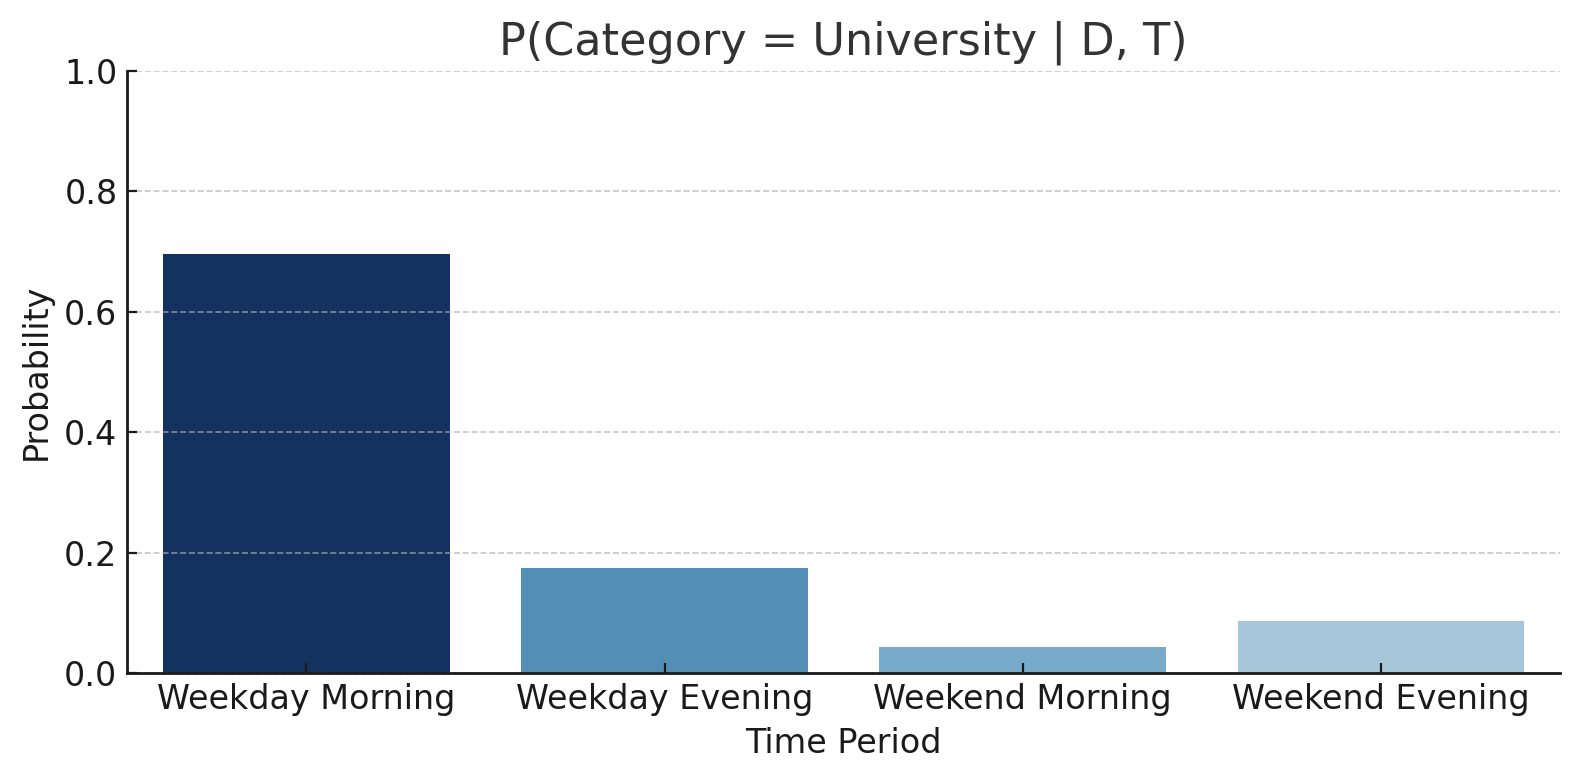 P(Category = University | D, T)
1.0
0.8
0.6
0.4
0.2
0.0
Probability
Weekday Morning
Weekday Evening
Weekend Morning
Weekend Evening
Time Period